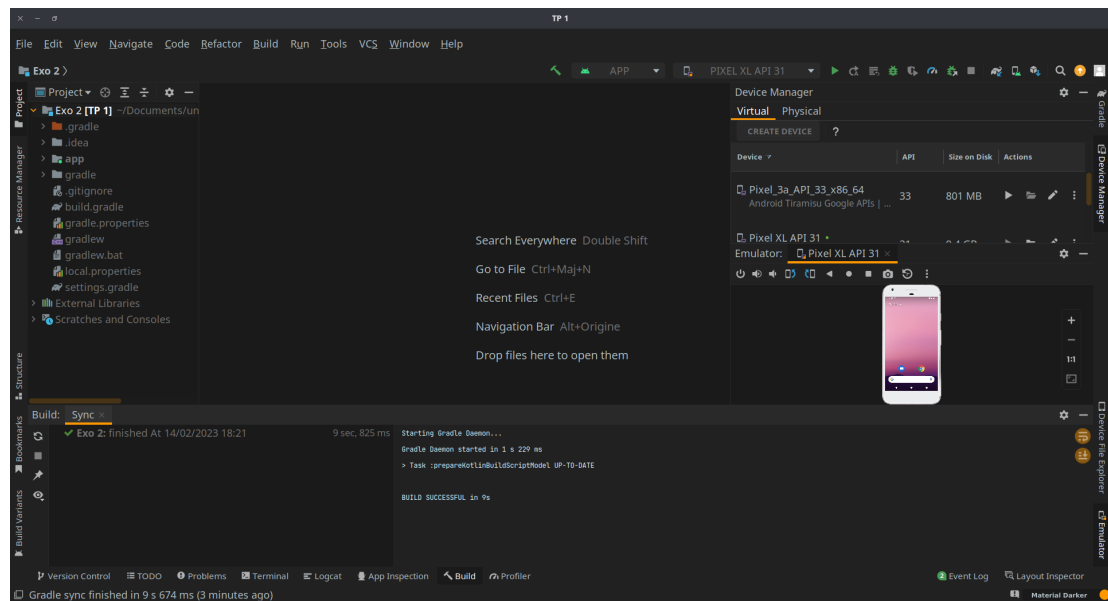 TP 1
File Edit View Navigate Code Refactor Build Run Tools VCS Window Help
Exo 2
APP
PIXEL XL API 31
Project
Exo 2 [TP 1] ~/Documents/un
.gradle
.idea
app
gradle
.gitignore
build.gradle
gradle.properties
gradlew
gradlew.bat
local.properties
settings.gradle
External Libraries
Scratches and Consoles
Project
Resource Manager
Structure
Bookmarks
Build Variants
Search Everywhere Double Shift
Go to File Ctrl+Maj+N
Recent Files Ctrl+E
Navigation Bar Alt+Origine
Drop files here to open them
Device Manager
Virtual Physical
CREATE DEVICE ?
Device API Size on Disk Actions
Pixel_3a_API_33_x86_64 33 801 MB
Android Tiramisu Google APIs | ...
Pixel XL API 31
Emulator: Pixel XL API 31
1:1
Gradle
Device Manager
Device File Explorer
Emulator
Build: Sync
Exo 2: finished At 14/02/2023 18:21 9 sec, 825 ms
Starting Gradle Daemon...
Gradle Daemon started in 1 s 229 ms
> Task :prepareKotlinBuildScriptModel UP-TO-DATE
BUILD SUCCESSFUL in 9s
Version Control TODO Problems Terminal Logcat App Inspection Build Profiler
2 Event Log Layout Inspector
Gradle sync finished in 9 s 674 ms (3 minutes ago)
Material Darker